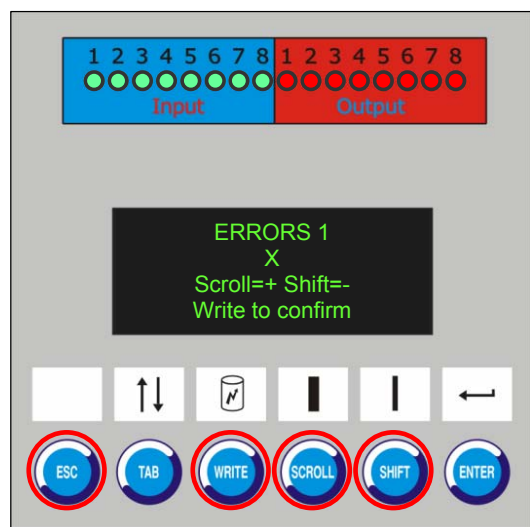 1 2 3 4 5 6 7 8 1 2 3 4 5 6 7 8
Input Output
ERRORS 1
X
Scroll=+ Shift=-
Write to confirm
ESC TAB WRITE SCROLL SHIFT ENTER